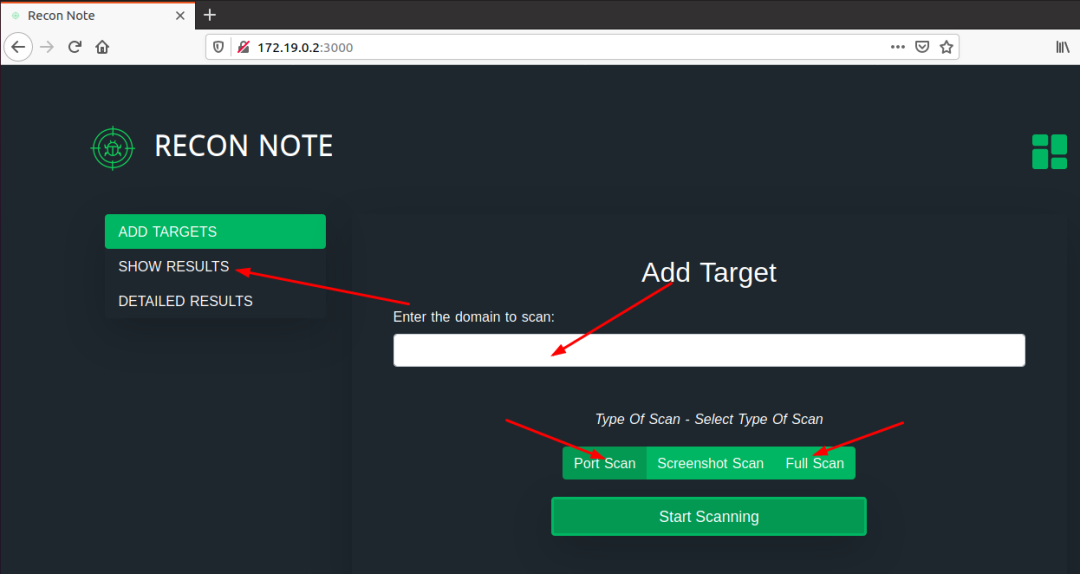 Recon Note
172.19.0.2:3000
RECON NOTE
ADD TARGETS
SHOW RESULTS
DETAILED RESULTS
Add Target
Enter the domain to scan:
Type Of Scan - Select Type Of Scan
Port Scan Screenshot Scan Full Scan
Start Scanning